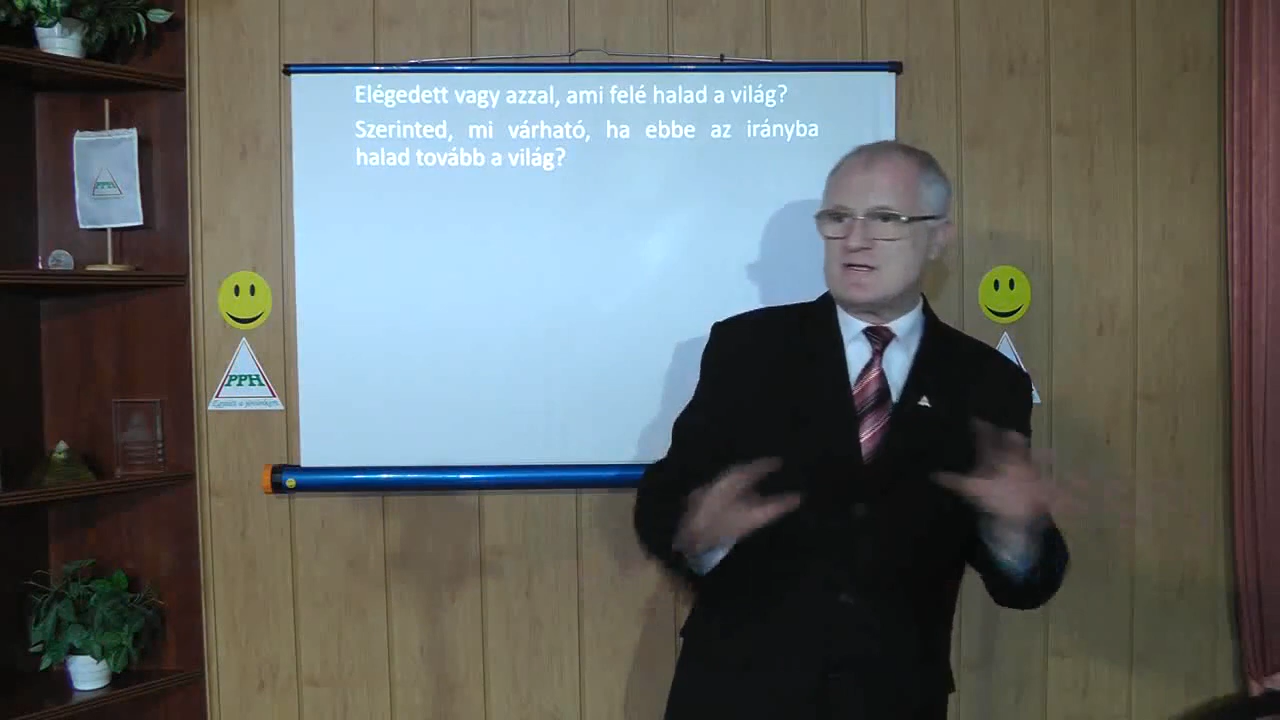 Elégedett vagy azzal, ami felé halad a világ?
Szerinted, mi várható, ha ebbe az irányba
halad tovább a világ?
PPH
PPH